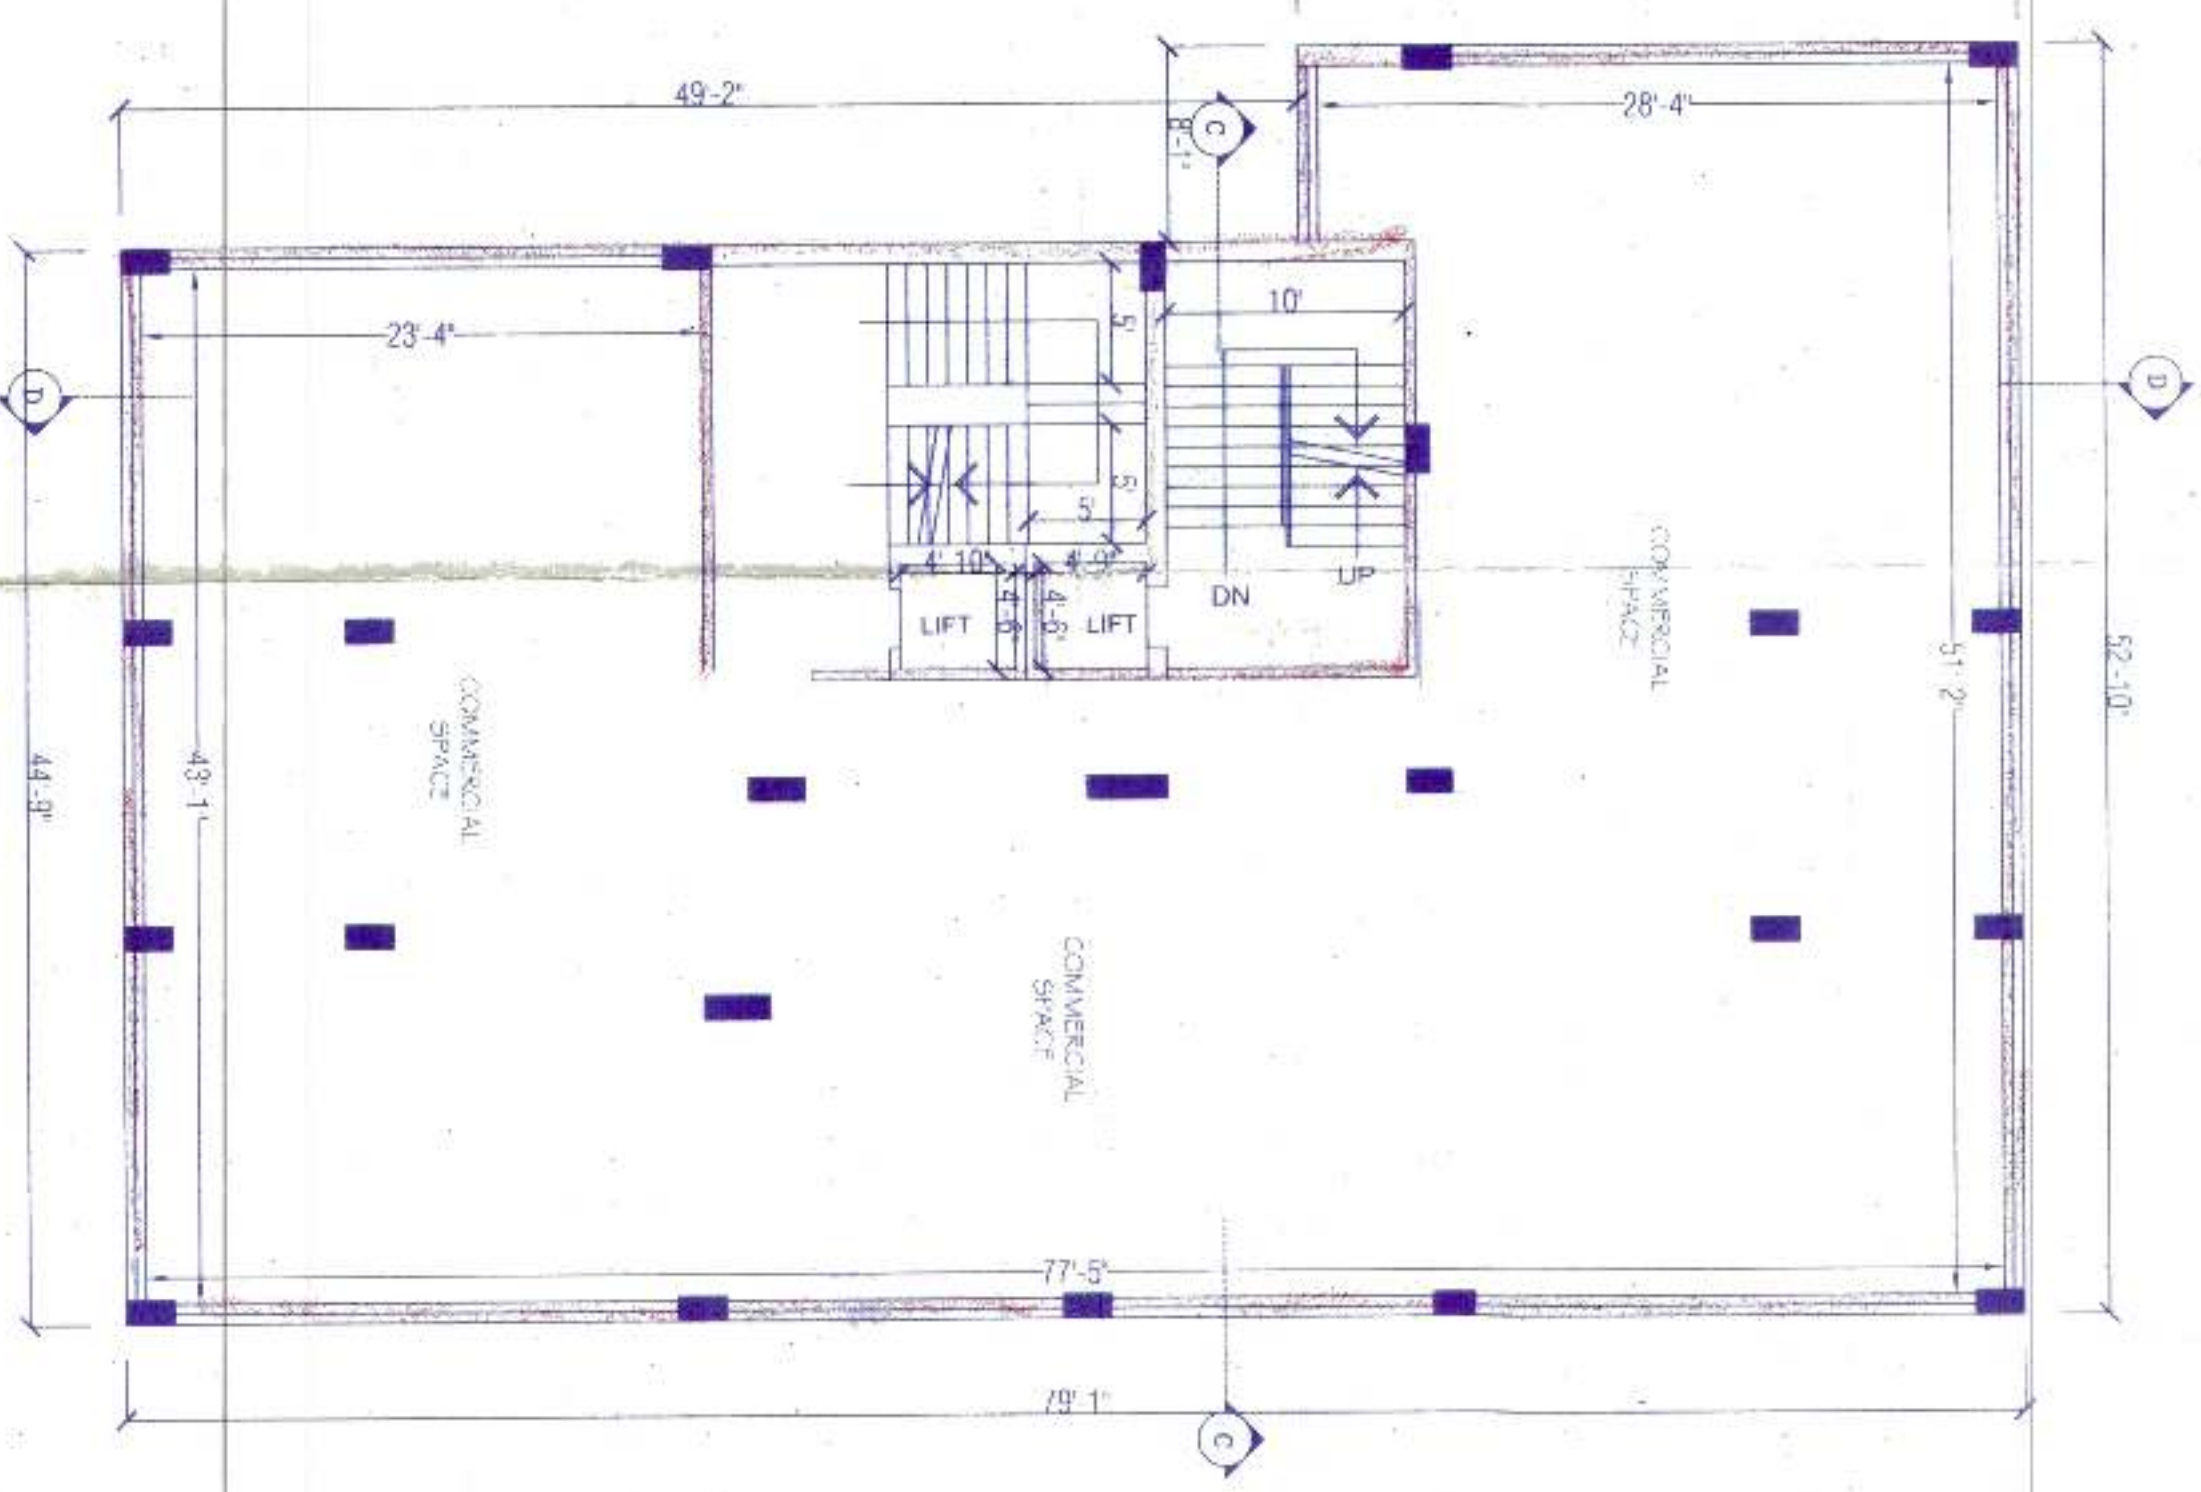 49'-2"
28'-4"
8'-1"
C
10'
5'
23'-4"
D
D
5'
5'
4' 10"
4'-9"
UP
DN
LIFT
4'-6"
4'-6"
LIFT
COMMERCIAL
SPACE
51' 2"
52'-10"
COMMERCIAL
SPACE
43'-1"
44'-9"
COMMERCIAL
SPACE
77'-5"
79' 1"
C